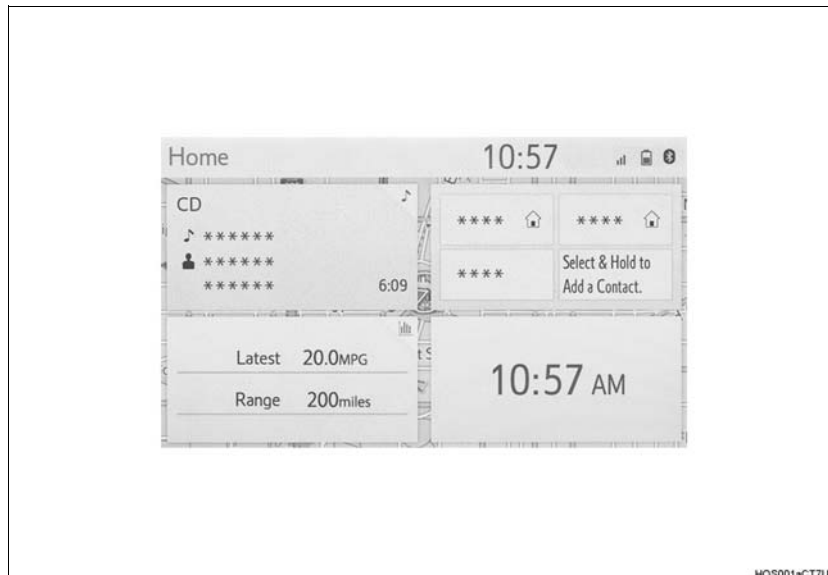 Home 10:57
CD
******
******
****** 6:09
**** ****
**** Select & Hold to
Add a Contact.
Latest 20.0MPG
Range 200miles
10:57 AM